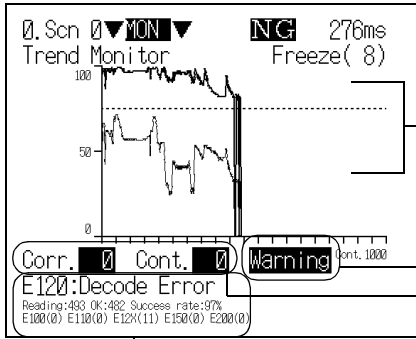 0.Scn 0▼MON ▼ NG 276ms
Trend Monitor Freeze( 8)
100
50
0
Corr. 0 Cont. 0 Warning Cont. 1000
E120:Decode Error
Reading:493 OK:482 Success rate:97%
E100(0) E110(0) E12X(11) E150(0) E200(0)